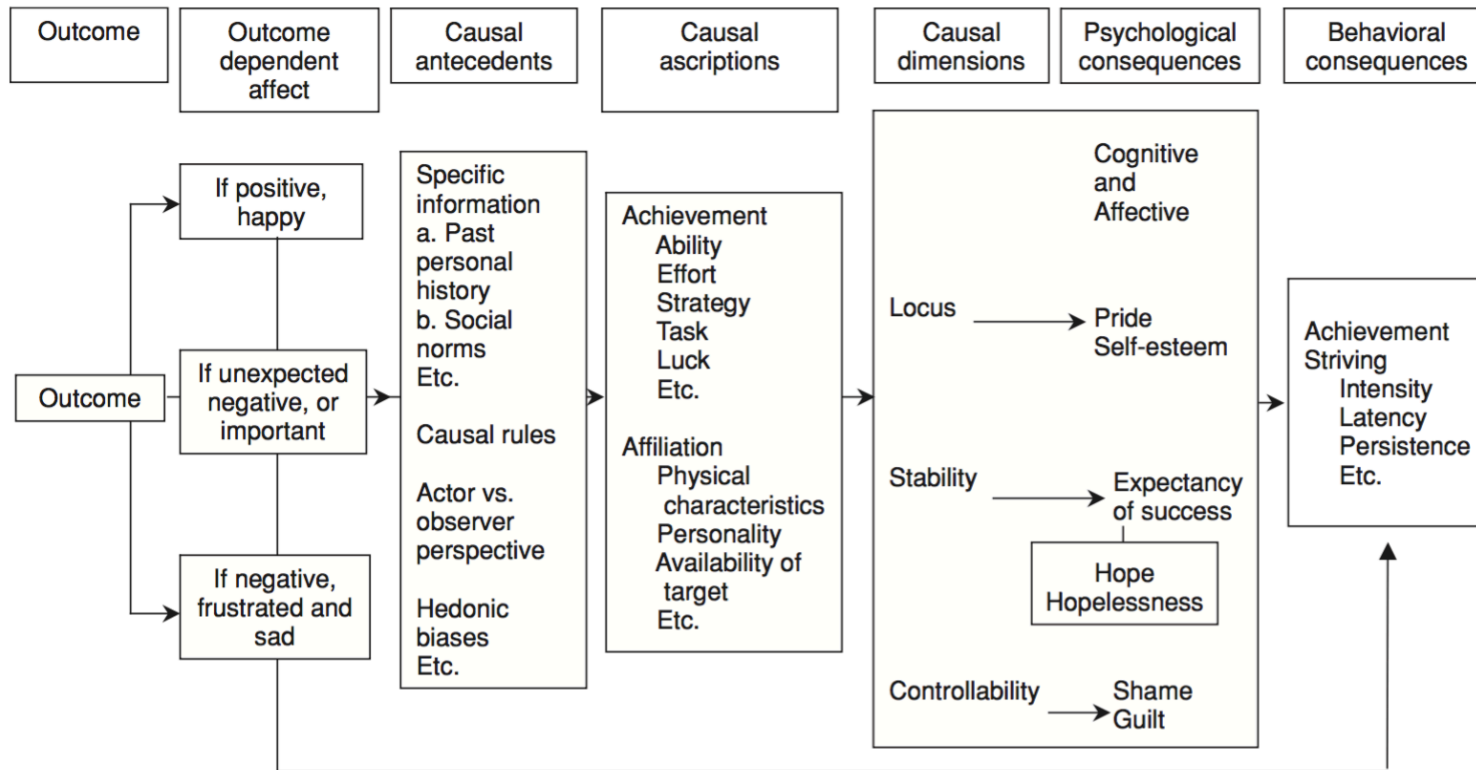 Outcome
Outcome
dependent
affect
Causal
antecedents
Causal
ascriptions
Causal
dimensions
Psychological
consequences
Behavioral
consequences
Outcome
If positive,
happy
If unexpected
negative, or
important
If negative,
frustrated and
sad
Specific
information
a. Past
personal
history
b. Social
norms
Etc.
Causal rules
Actor vs.
observer
perspective
Hedonic
biases
Etc.
Achievement
Ability
Effort
Strategy
Task
Luck
Etc.
Affiliation
Physical
characteristics
Personality
Availability of
target
Etc.
Cognitive
and
Affective
Locus
Pride
Self-esteem
Stability
Expectancy
of success
Hope
Hopelessness
Controllability
Shame
Guilt
Achievement
Striving
Intensity
Latency
Persistence
Etc.